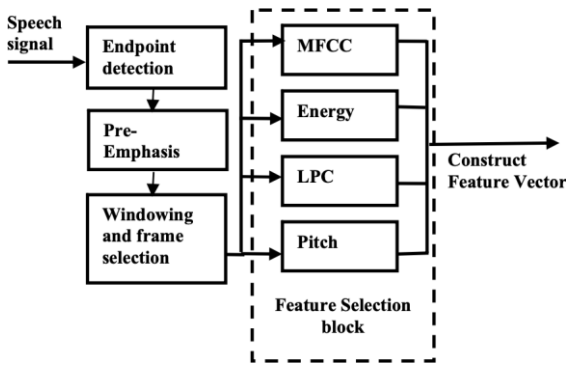 Speech
signal
Endpoint
detection
Pre-
Emphasis
Windowing
and frame
selection
MFCC
Energy
LPC
Pitch
Feature Selection
block
Construct
Feature Vector